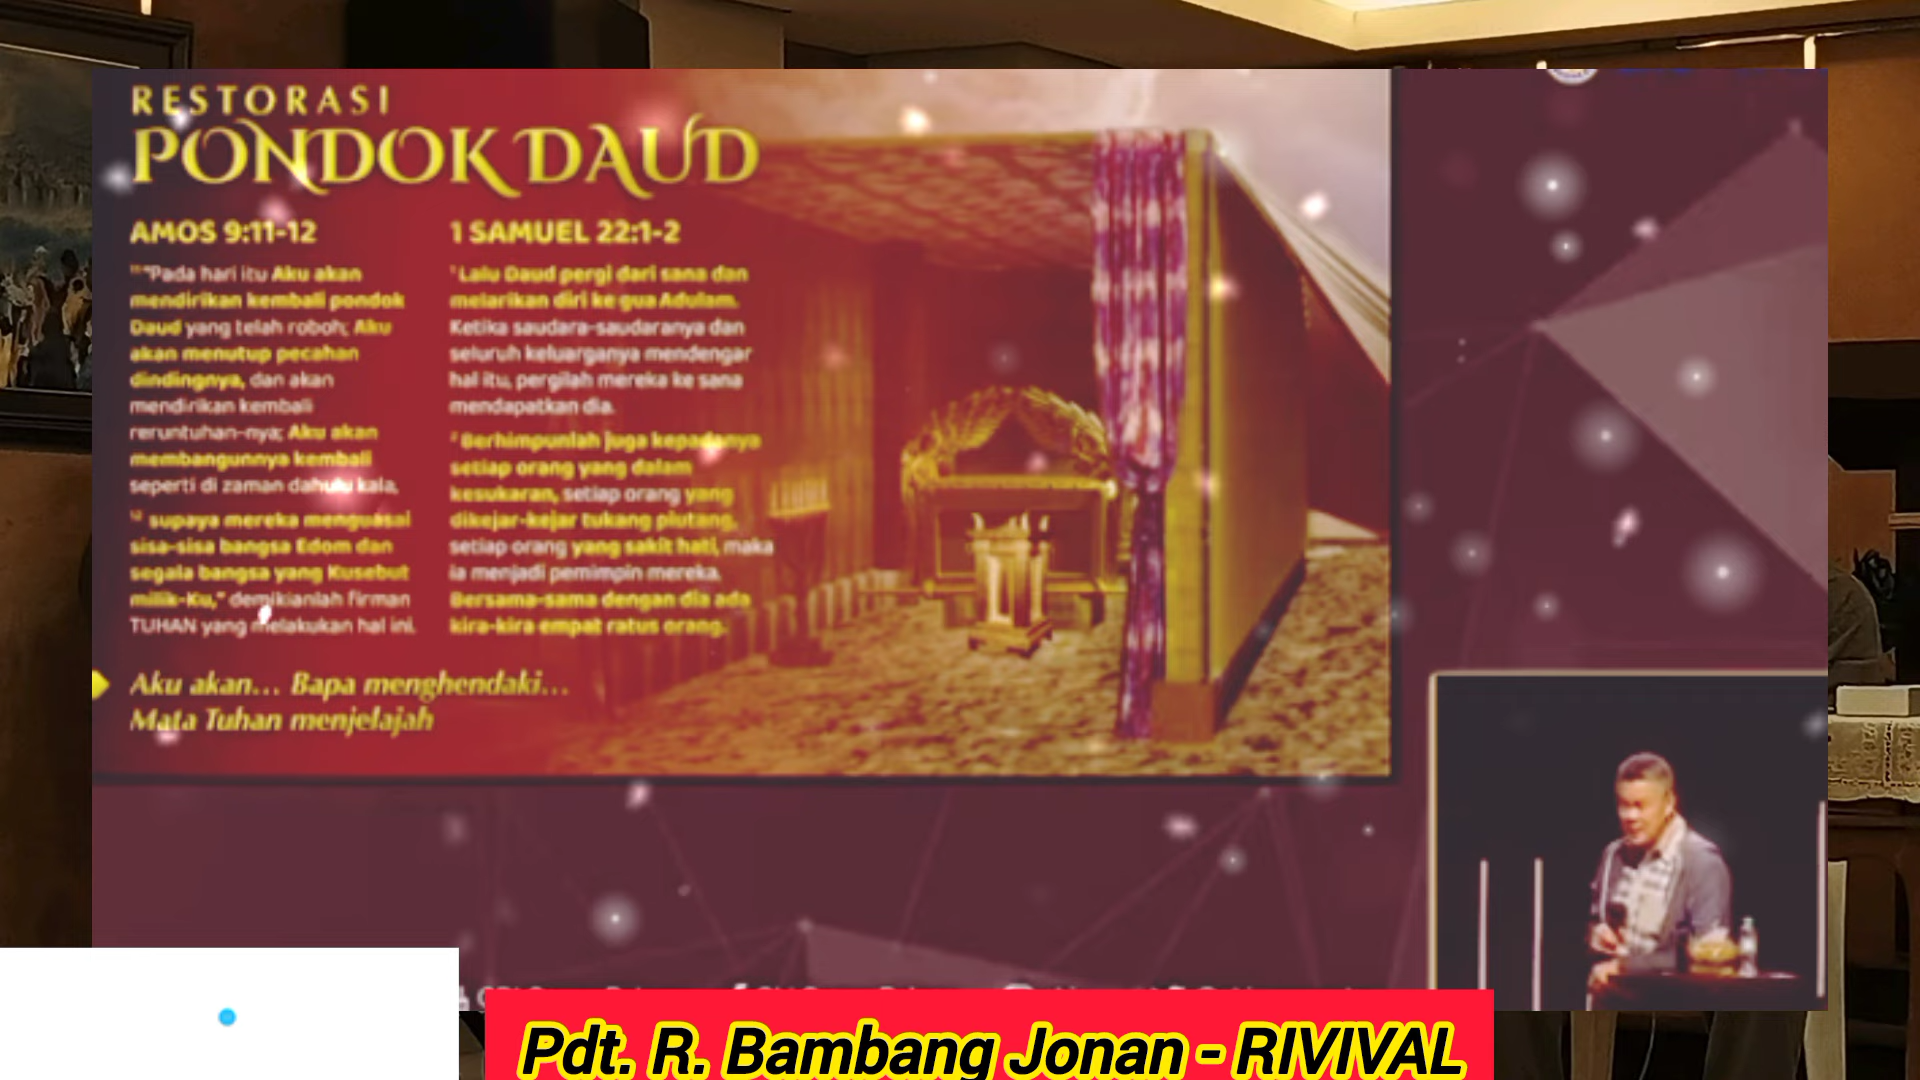 RESTORASI
PONDOK DAUD
AMOS 9:11-12
11 "Pada hari itu Aku akan
mendirikan kembali pondok
Daud yang telah roboh; Aku
akan menutup pecahan
dindingnya, dan akan
mendirikan kembali
reruntuhan-nya; Aku akan
membangunnya kembali
seperti di zaman dahulu kala,
12 supaya mereka menguasai
sisa-sisa bangsa Edom dan
segala bangsa yang Kusebut
milik-Ku," demikianlah firman
TUHAN yang melakukan hal ini.
1 SAMUEL 22:1-2
1 Lalu Daud pergi dari sana dan
melarikan diri ke gua Adulam.
Ketika saudara-saudaranya dan
seluruh keluarganya mendengar
hal itu, pergilah mereka ke sana
mendapatkan dia.
2 Berhimpunlah juga kepadanya
setiap orang yang dalam
kesukaran, setiap orang yang
dikejar-kejar tukang piutang,
setiap orang yang sakit hati, maka
ia menjadi pemimpin mereka.
Bersama-sama dengan dia ada
kira-kira empat ratus orang.
Aku akan... Bapa menghendaki...
Mata Tuhan menjelajah
Pdt. R. Bambang Jonan - RIVIVAL